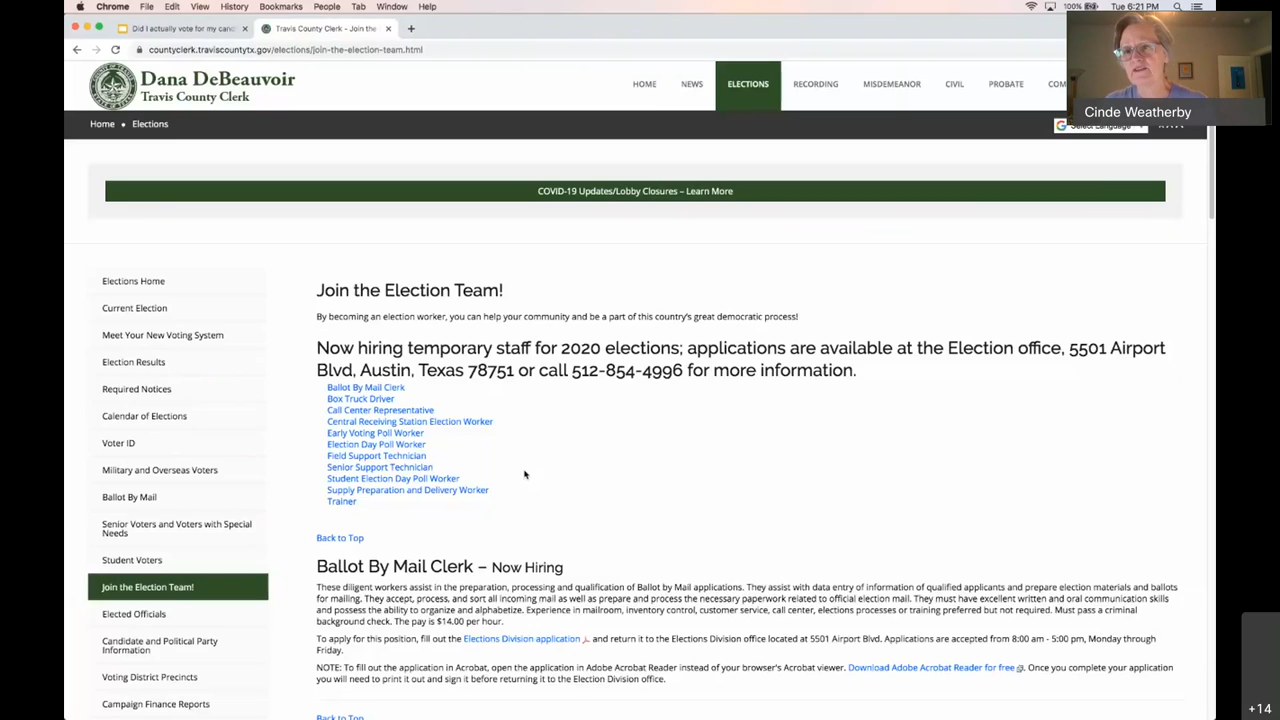 Chrome File Edit View History Bookmarks People Tab Window Help
100% Tue 6:21 PM
Did I actually vote for my cand
Travis County Clerk - Join the
countyclerk.traviscountytx.gov/elections/join-the-election-team.html
Dana DeBeauvoir
Travis County Clerk
HOME NEWS ELECTIONS RECORDING MISDEMEANOR CIVIL PROBATE COM
Cinde Weatherby
Home • Elections
Select Language
COVID-19 Updates/Lobby Closures – Learn More
Elections Home
Current Election
Meet Your New Voting System
Election Results
Required Notices
Calendar of Elections
Voter ID
Military and Overseas Voters
Ballot By Mail
Senior Voters and Voters with Special
Needs
Student Voters
Join the Election Team!
Elected Officials
Candidate and Political Party
Information
Voting District Precincts
Campaign Finance Reports
Join the Election Team!
By becoming an election worker, you can help your community and be a part of this country's great democratic process!
Now hiring temporary staff for 2020 elections; applications are available at the Election office, 5501 Airport
Blvd, Austin, Texas 78751 or call 512-854-4996 for more information.
Ballot By Mail Clerk
Box Truck Driver
Call Center Representative
Central Receiving Station Election Worker
Early Voting Poll Worker
Election Day Poll Worker
Field Support Technician
Senior Support Technician
Student Election Day Poll Worker
Supply Preparation and Delivery Worker
Trainer
Back to Top
Ballot By Mail Clerk – Now Hiring
These diligent workers assist in the preparation, processing and qualification of Ballot by Mail applications. They assist with data entry of information of qualified applicants and prepare election materials and ballots
for mailing. They accept, process, and sort all incoming mail as well as prepare and process the necessary paperwork related to official election mail. They must have excellent written and oral communication skills
and possess the ability to organize and alphabetize. Experience in mailroom, inventory control, customer service, call center, elections processes or training preferred but not required. Must pass a criminal
background check. The pay is $14.00 per hour.
To apply for this position, fill out the Elections Division application and return it to the Elections Division office located at 5501 Airport Blvd. Applications are accepted from 8:00 am - 5:00 pm, Monday through
Friday.
NOTE: To fill out the application in Acrobat, open the application in Adobe Acrobat Reader instead of your browser's Acrobat viewer. Download Adobe Acrobat Reader for free. Once you complete your application
you will need to print it out and sign it before returning it to the Election Division office.
Back to Top
+14